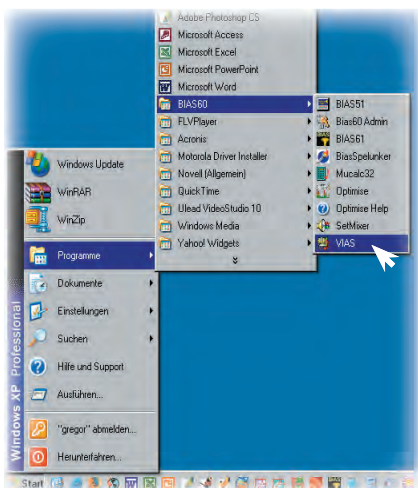 Adobe Photoshop CS
Microsoft Access
Microsoft Excel
Microsoft PowerPoint
Microsoft Word
BIAS60
FLVPlayer
Acronis
Motorola Driver Installer
Novell (Allgemein)
QuickTime
Ulead VideoStudio 10
Windows Media
Yahoo! Widgets
BIAS51
Bias60 Admin
BIAS61
BiasSpelunker
Mucalc32
Optimise
Optimise Help
SetMixer
VIAS
Windows Update
WinRAR
WinZip
Programme
Dokumente
Einstellungen
Suchen
Hilfe und Support
Ausführen...
"gregor" abmelden...
Herunterfahren...
Windows XP Professional
Start